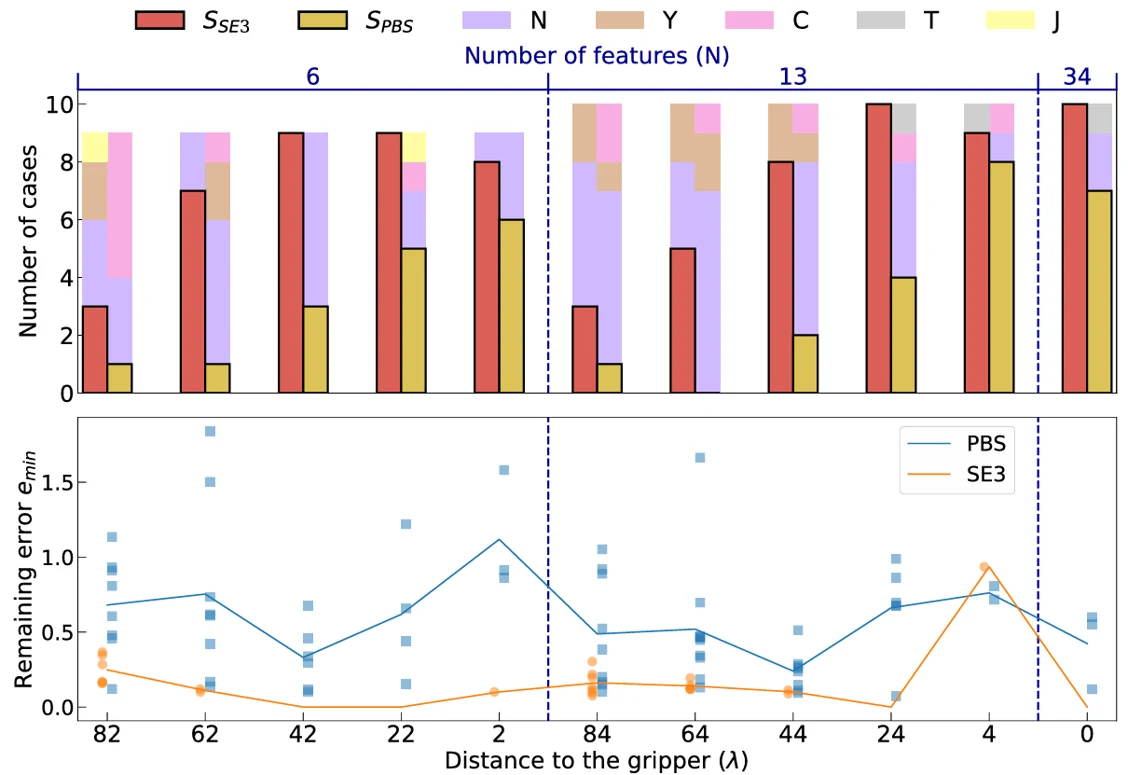 S_SE3 S_PBS N Y C T J
Number of features (N)
6 13 34
Number of cases
10
8
6
4
2
0
Remaining error e_min
1.5
1.0
0.5
0.0
PBS
SE3
82 62 42 22 2 84 64 44 24 4 0
Distance to the gripper (λ)